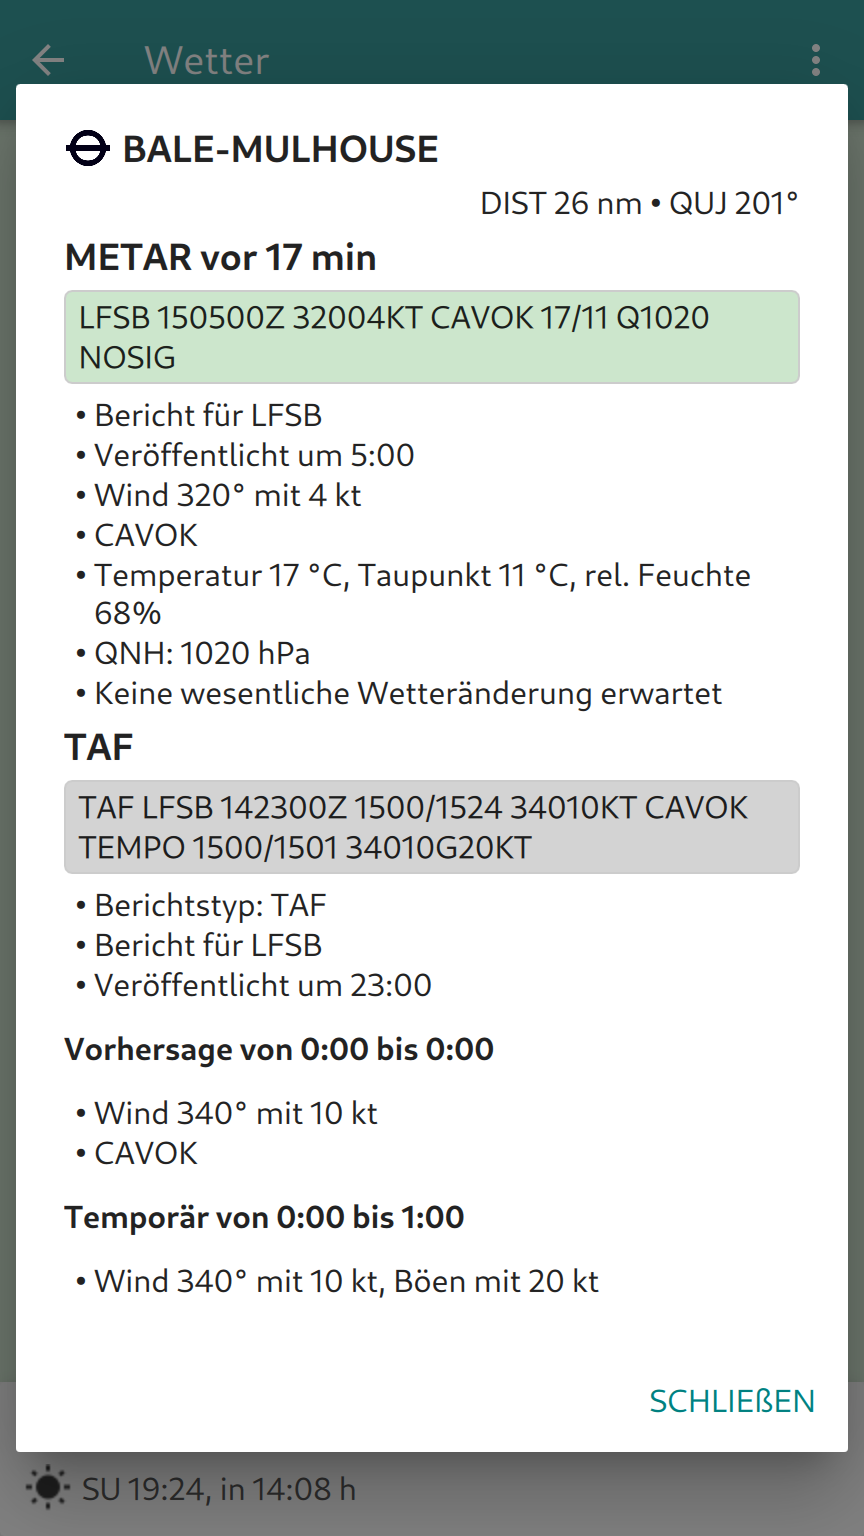 Wetter
BALE-MULHOUSE
DIST 26 nm • QUJ 201°
METAR vor 17 min
LFSB 150500Z 32004KT CAVOK 17/11 Q1020
NOSIG
• Bericht für LFSB
• Veröffentlicht um 5:00
• Wind 320° mit 4 kt
• CAVOK
• Temperatur 17 °C, Taupunkt 11 °C, rel. Feuchte
68%
• QNH: 1020 hPa
• Keine wesentliche Wetteränderung erwartet
TAF
TAF LFSB 142300Z 1500/1524 34010KT CAVOK
TEMPO 1500/1501 34010G20KT
• Berichtstyp: TAF
• Bericht für LFSB
• Veröffentlicht um 23:00
Vorhersage von 0:00 bis 0:00
• Wind 340° mit 10 kt
• CAVOK
Temporär von 0:00 bis 1:00
• Wind 340° mit 10 kt, Böen mit 20 kt
SCHLIEßEN
SU 19:24, in 14:08 h